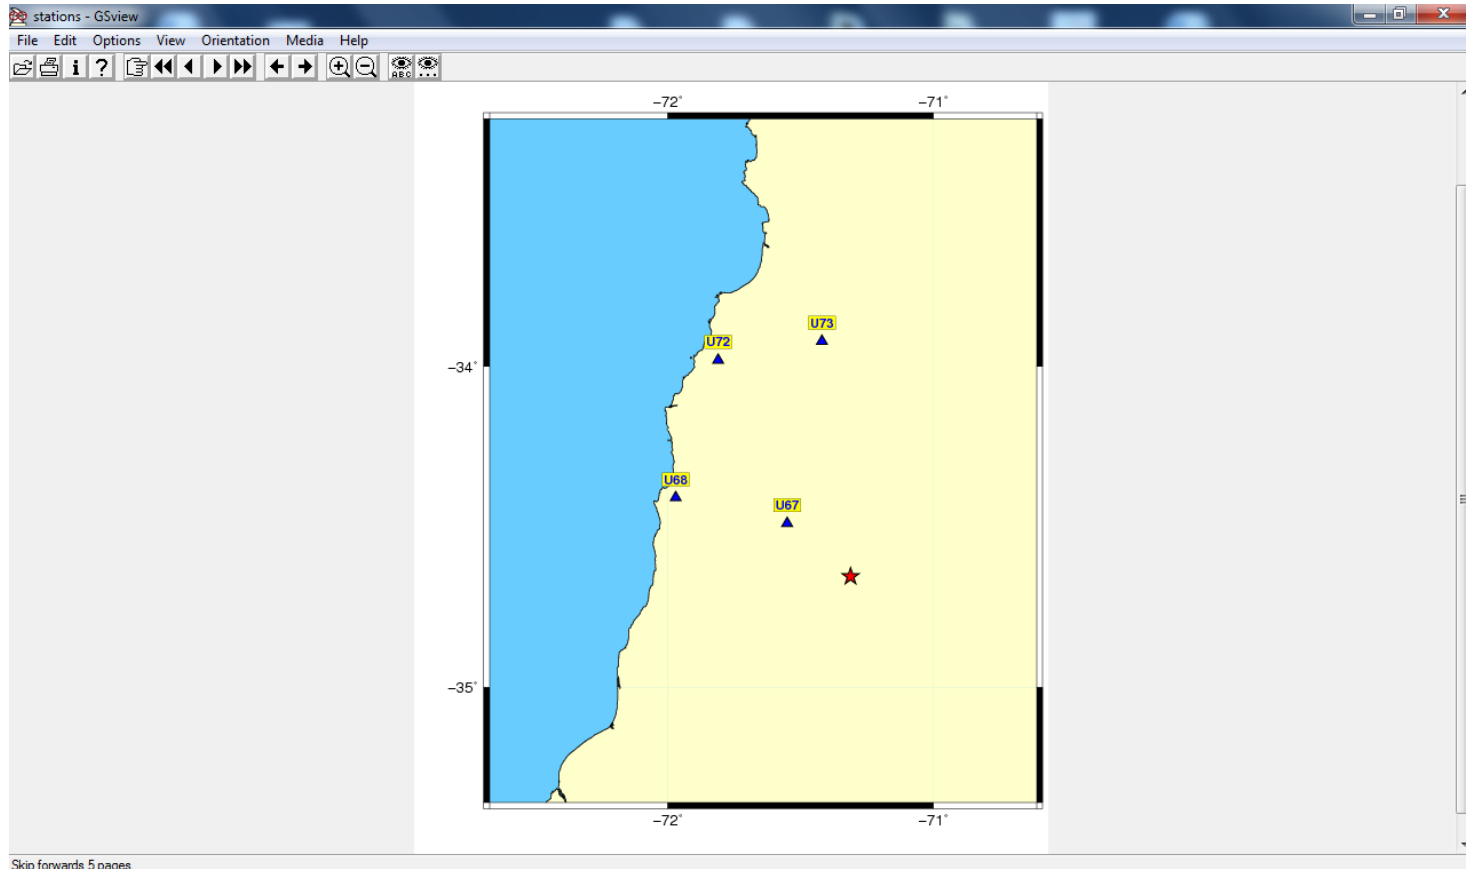 stations - GSview
File Edit Options View Orientation Media Help
ABC
−72° −71°
U73
U72
−34°
U68
U67
−35°
−72° −71°
Skip forwards 5 pages